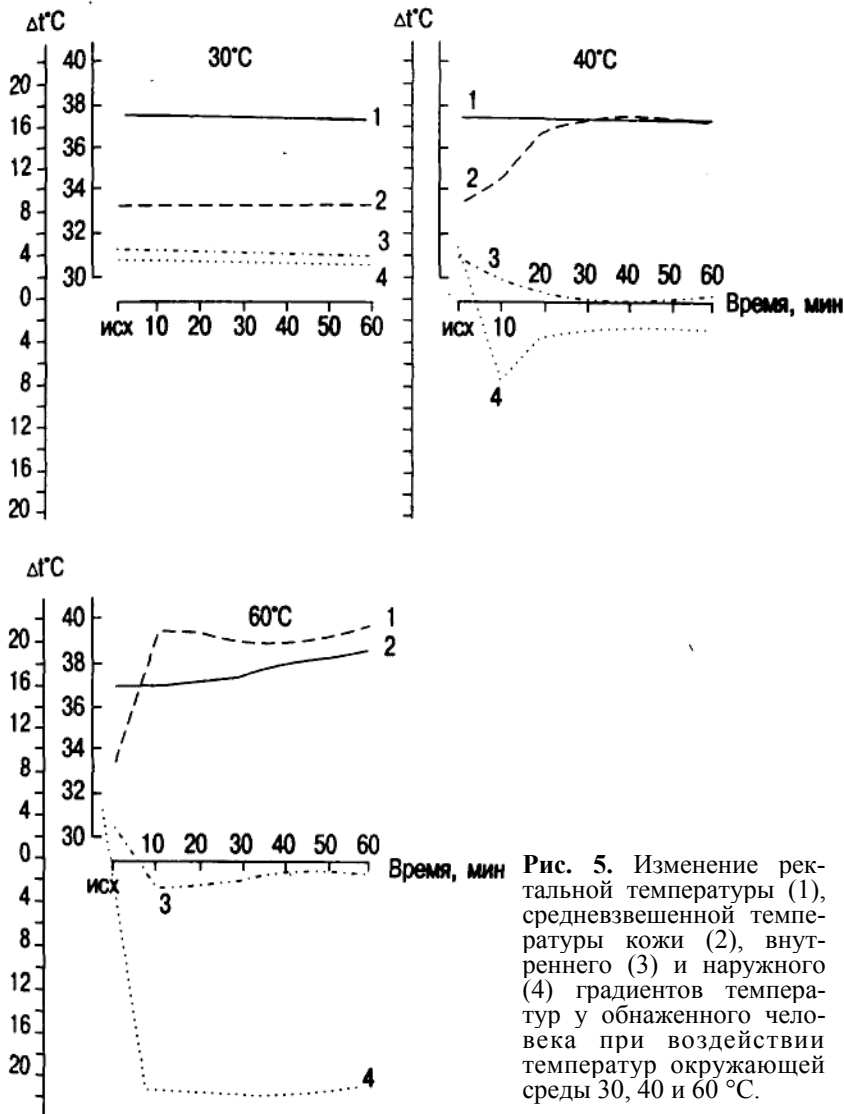 Δt°C
Δt°C
40
30°C
40°C
20
38
1
1
16
36
12
34
2
2
8
32
3
3
4
30
4
10 20 30 40 50 60
0
Время, мин
исх 10 20 30 40 50 60
исх 10
4
8
4
12
16
20
Δt°C
40
60°C
1
20
38
2
16
36
12
34
8
32
4
30
10 20 30 40 50 60
0
исх
Время, мин
3
4
8
12
16
20
4
Рис. 5. Изменение рек-
тальной температуры (1),
средневзвешенной темпе-
ратуры кожи (2), внут-
реннего (3) и наружного
(4) градиентов темпера-
тур у обнаженного чело-
века при воздействии
температур окружающей
среды 30, 40 и 60 °С.